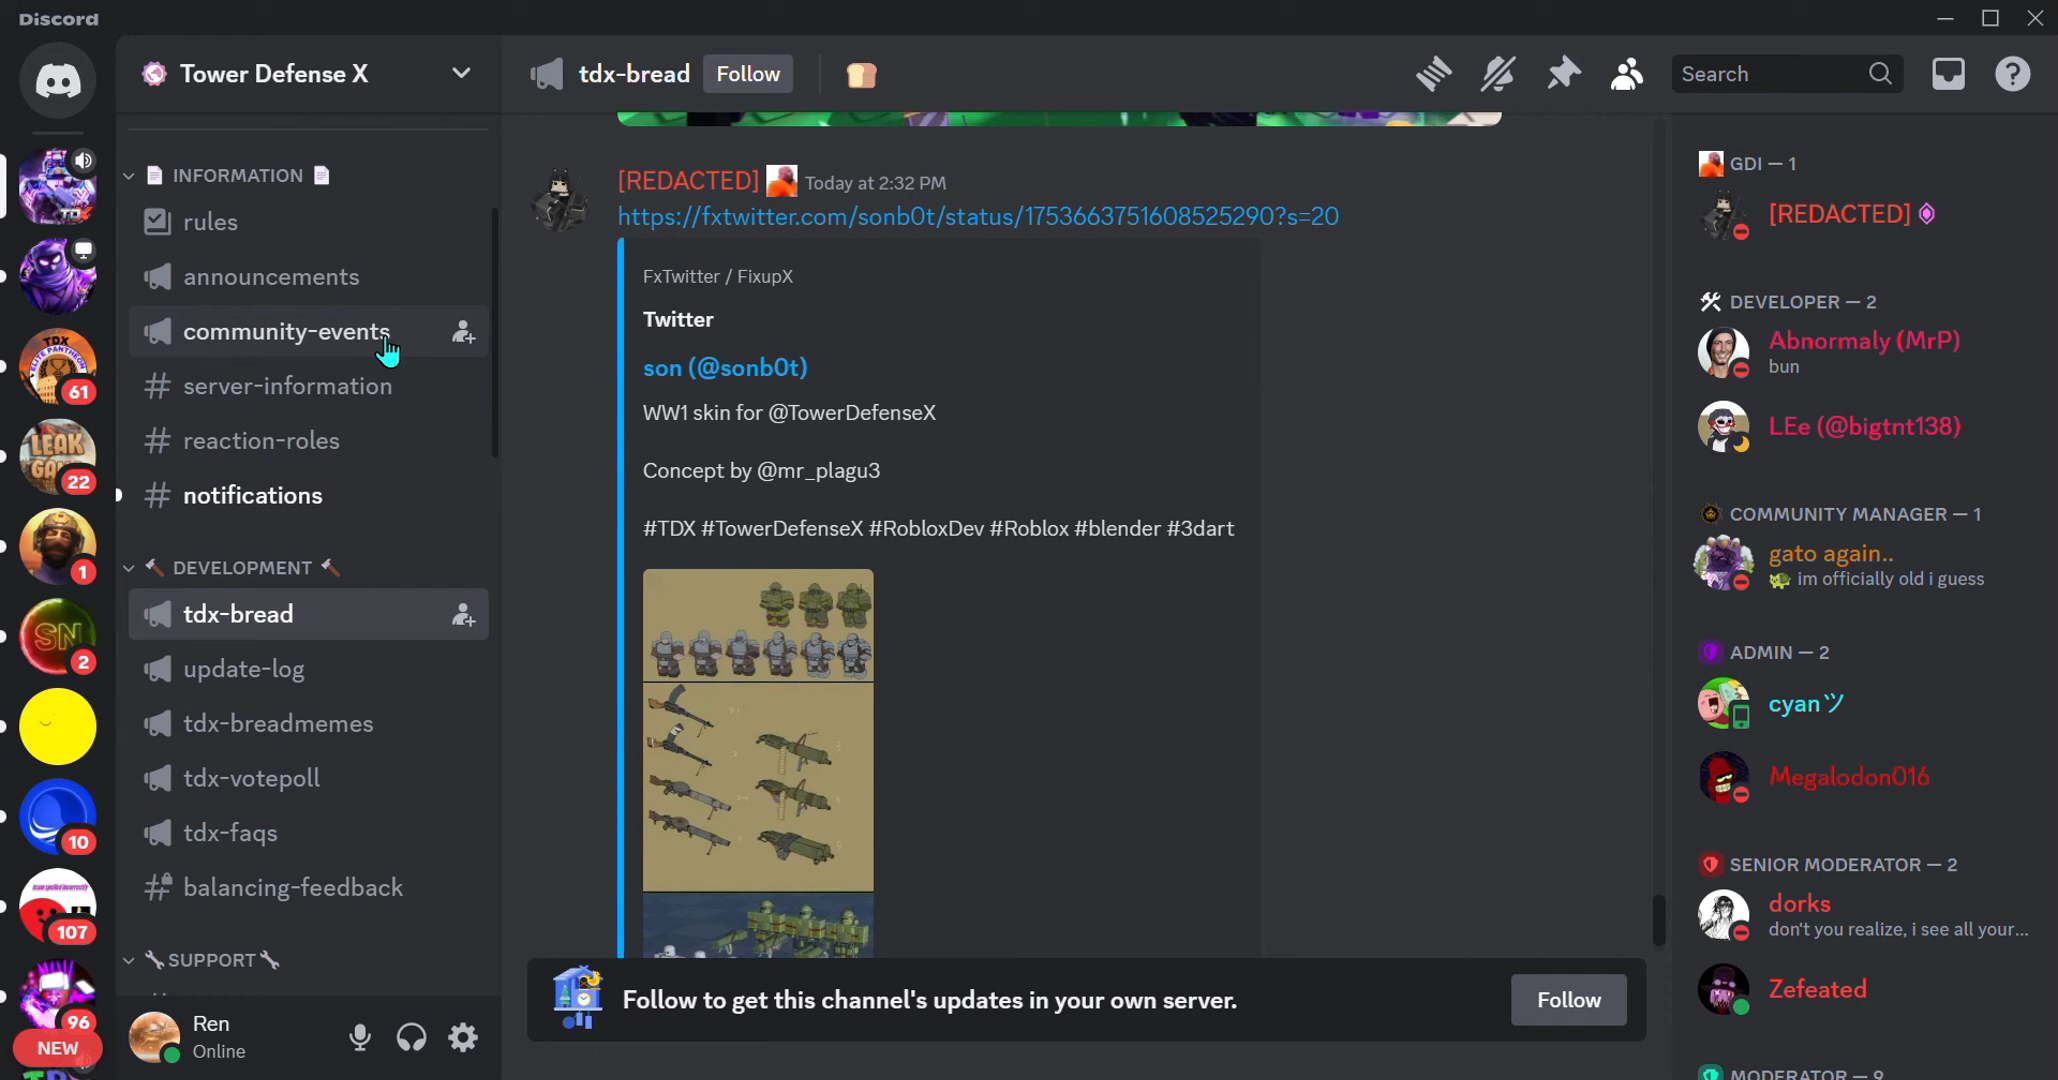 Discord
Tower Defense X
INFORMATION
rules
announcements
community-events
server-information
reaction-roles
notifications
DEVELOPMENT
tdx-bread
update-log
tdx-breadmemes
tdx-votepoll
tdx-faqs
balancing-feedback
SUPPORT
61
22
1
SN
2
10
107
96
NEW
Ren
Online
tdx-bread
Follow
Search
[REDACTED]
Today at 2:32 PM
https://fxtwitter.com/sonb0t/status/1753663751608525290?s=20
FxTwitter / FixupX
Twitter
son (@sonb0t)
WW1 skin for @TowerDefenseX
Concept by @mr_plagu3
#TDX #TowerDefenseX #RobloxDev #Roblox #blender #3dart
Follow to get this channel's updates in your own server.
Follow
GDI — 1
[REDACTED]
DEVELOPER — 2
Abnormaly (MrP)
bun
LEe (@bigtnt138)
COMMUNITY MANAGER — 1
gato again..
im officially old i guess
ADMIN — 2
cyanツ
Megalodon016
SENIOR MODERATOR — 2
dorks
don't you realize, i see all your...
Zefeated
MODERATOR — 9